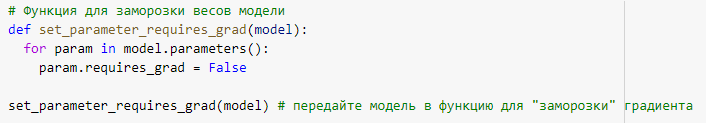 # Функция для заморозки весов модели
def set_parameter_requires_grad(model):
  for param in model.parameters():
    param.requires_grad = False

set_parameter_requires_grad(model) # передайте модель в функцию для "заморозки" градиента